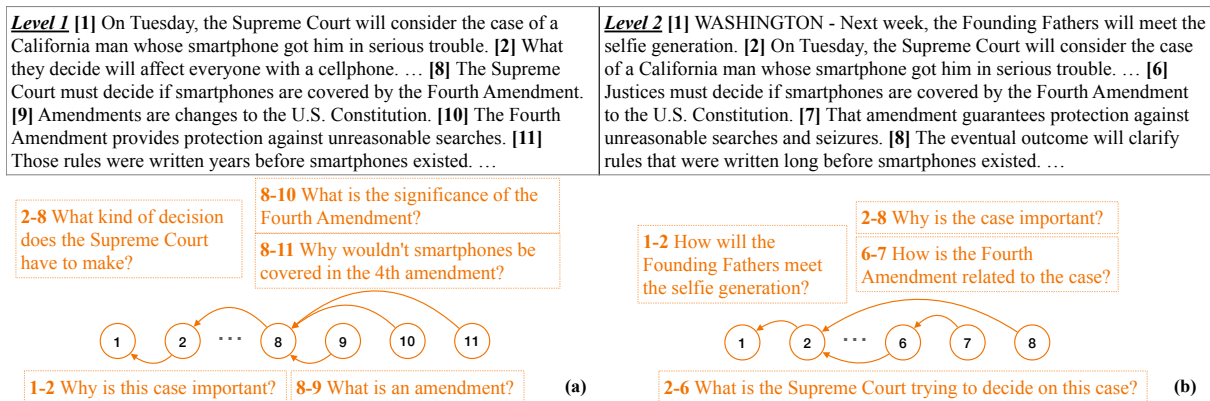 Level 1 [1] On Tuesday, the Supreme Court will consider the case of a
California man whose smartphone got him in serious trouble. [2] What
they decide will affect everyone with a cellphone. … [8] The Supreme
Court must decide if smartphones are covered by the Fourth Amendment.
[9] Amendments are changes to the U.S. Constitution. [10] The Fourth
Amendment provides protection against unreasonable searches. [11]
Those rules were written years before smartphones existed. …
Level 2 [1] WASHINGTON - Next week, the Founding Fathers will meet the
selfie generation. [2] On Tuesday, the Supreme Court will consider the case
of a California man whose smartphone got him in serious trouble. … [6]
Justices must decide if smartphones are covered by the Fourth Amendment
to the U.S. Constitution. [7] That amendment guarantees protection against
unreasonable searches and seizures. [8] The eventual outcome will clarify
rules that were written long before smartphones existed. …
2-8 What kind of decision
does the Supreme Court
have to make?
8-10 What is the significance of the
Fourth Amendment?
8-11 Why wouldn't smartphones be
covered in the 4th amendment?
1 2 ... 8 9 10 11
1-2 Why is this case important?
8-9 What is an amendment?
(a)
1-2 How will the
Founding Fathers meet
the selfie generation?
2-8 Why is the case important?
6-7 How is the Fourth
Amendment related to the case?
1 2 ... 6 7 8
2-6 What is the Supreme Court trying to decide on this case?
(b)